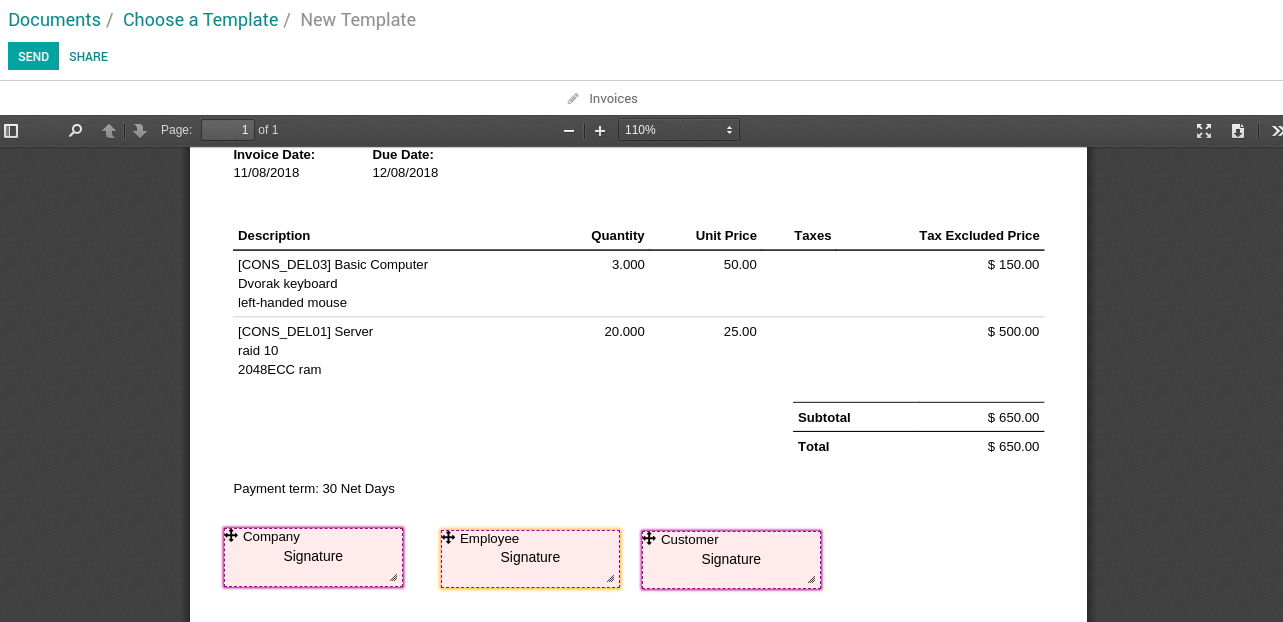 Documents / Choose a Template / New Template
SEND SHARE
Invoices
Page: 1 of 1 110%
Invoice Date: Due Date:
11/08/2018 12/08/2018
Description Quantity Unit Price Taxes Tax Excluded Price
[CONS_DEL03] Basic Computer 3.000 50.00 $ 150.00
Dvorak keyboard
left-handed mouse
[CONS_DEL01] Server 20.000 25.00 $ 500.00
raid 10
2048ECC ram
Subtotal $ 650.00
Total $ 650.00
Payment term: 30 Net Days
Company Employee Customer
Signature Signature Signature